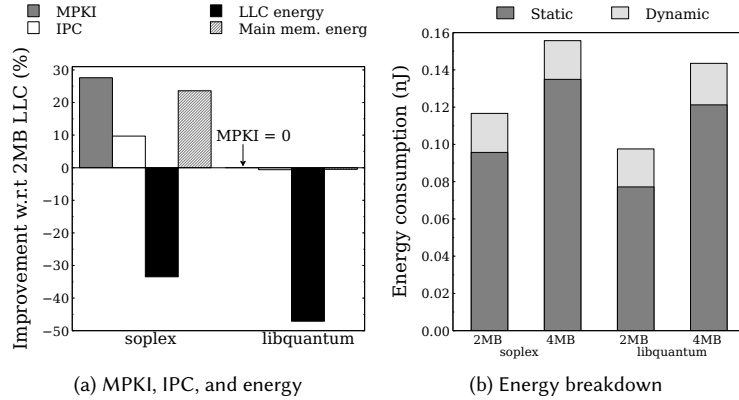 MPKI
LLC energy
IPC
Main mem. energ
Improvement w.r.t 2MB LLC (%)
30
20
10
0
−10
−20
−30
−40
−50
MPKI = 0
soplex
libquantum
(a) MPKI, IPC, and energy
Static
Dynamic
Energy consumption (nJ)
0.16
0.14
0.12
0.10
0.08
0.06
0.04
0.02
0.00
2MB
4MB
2MB
4MB
soplex
libquantum
(b) Energy breakdown